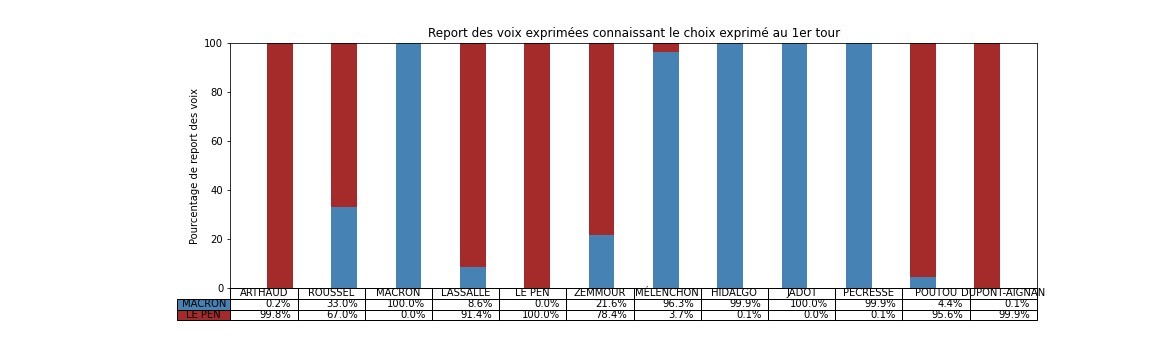 Report des voix exprimées connaissant le choix exprimé au 1er tour
Pourcentage de report des voix
100
80
60
40
20
0
ARTHAUD ROUSSEL MACRON LASSALLE LE PEN ZEMMOUR MÉLENCHON HIDALGO JADOT PÉCRESSE POUTOU DUPONT-AIGNAN
MACRON 0.2% 33.0% 100.0% 8.6% 0.0% 21.6% 96.3% 99.9% 100.0% 99.9% 4.4% 0.1%
LE PEN 99.8% 67.0% 0.0% 91.4% 100.0% 78.4% 3.7% 0.1% 0.0% 0.1% 95.6% 99.9%